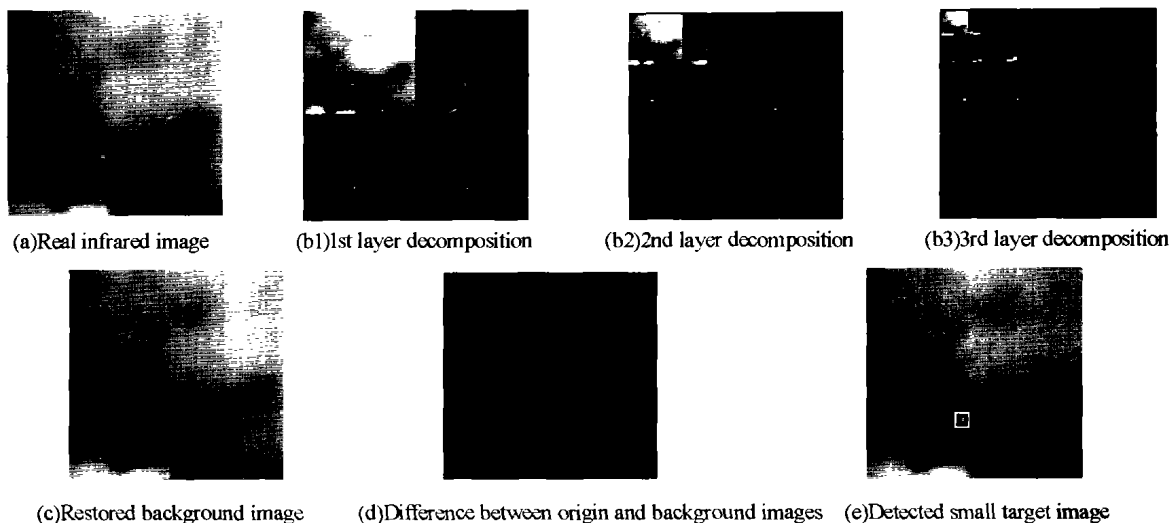 (a)Real infrared image
(b1)1st layer decomposition
(b2)2nd layer decomposition
(b3)3rd layer decomposition
(c)Restored background image
(d)Difference between origin and background images
(e)Detected small target image